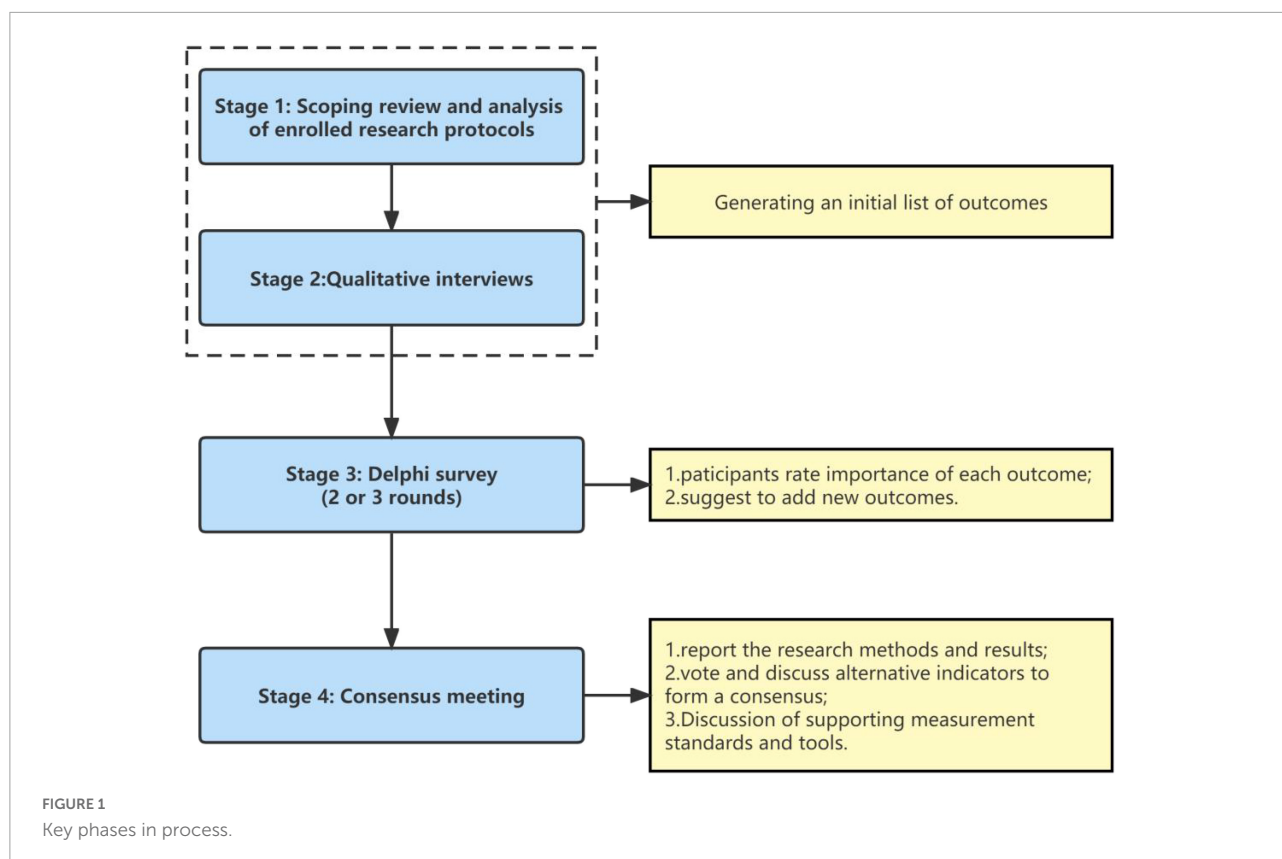 Stage 1: Scoping review and analysis
of enrolled research protocols
Generating an initial list of outcomes
Stage 2:Qualitative interviews
Stage 3: Delphi survey
(2 or 3 rounds)
1.paticipants rate importance of each outcome;
2.suggest to add new outcomes.
Stage 4: Consensus meeting
1.report the research methods and results;
2.vote and discuss alternative indicators to
form a consensus;
3.Discussion of supporting measurement
standards and tools.
FIGURE 1
Key phases in process.